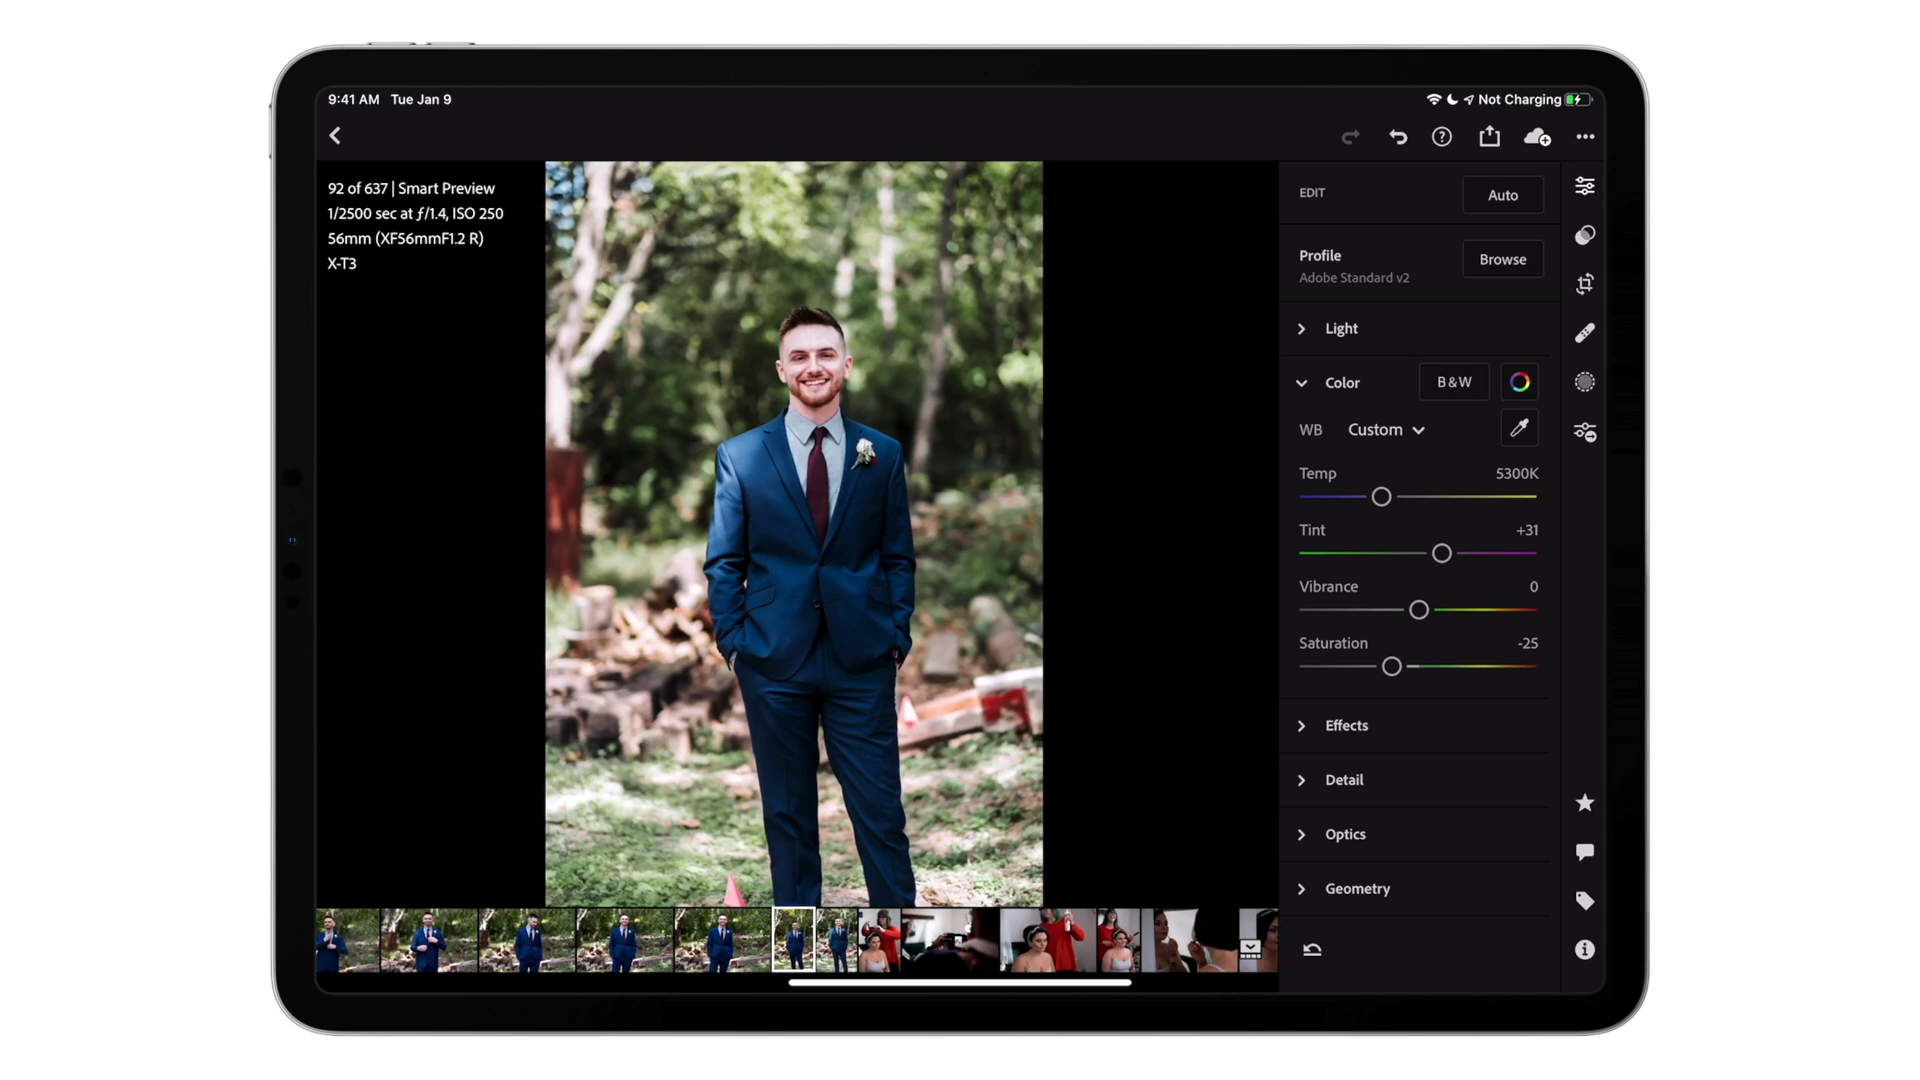 9:41 AM Tue Jan 9
Not Charging
92 of 637 | Smart Preview
1/2500 sec at ƒ/1.4, ISO 250
56mm (XF56mmF1.2 R)
X-T3
EDIT
Auto
Profile
Adobe Standard v2
Browse
Light
Color
B&W
WB Custom
Temp 5300K
Tint +31
Vibrance 0
Saturation -25
Effects
Detail
Optics
Geometry